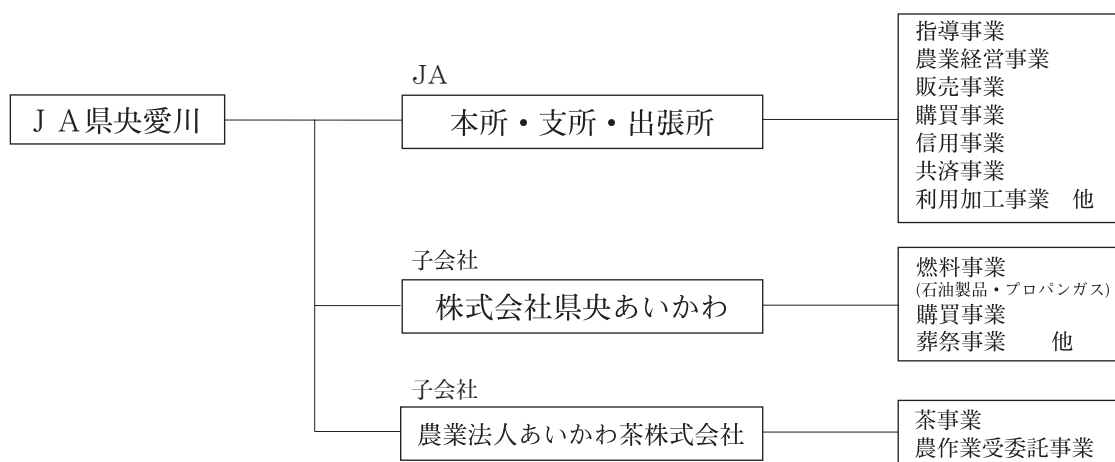 ＪＡ県央愛川
JA
本所・支所・出張所
指導事業
農業経営事業
販売事業
購買事業
信用事業
共済事業
利用加工事業　他
子会社
株式会社県央あいかわ
燃料事業
(石油製品・プロパンガス)
購買事業
葬祭事業　　他
子会社
農業法人あいかわ茶株式会社
茶事業
農作業受委託事業